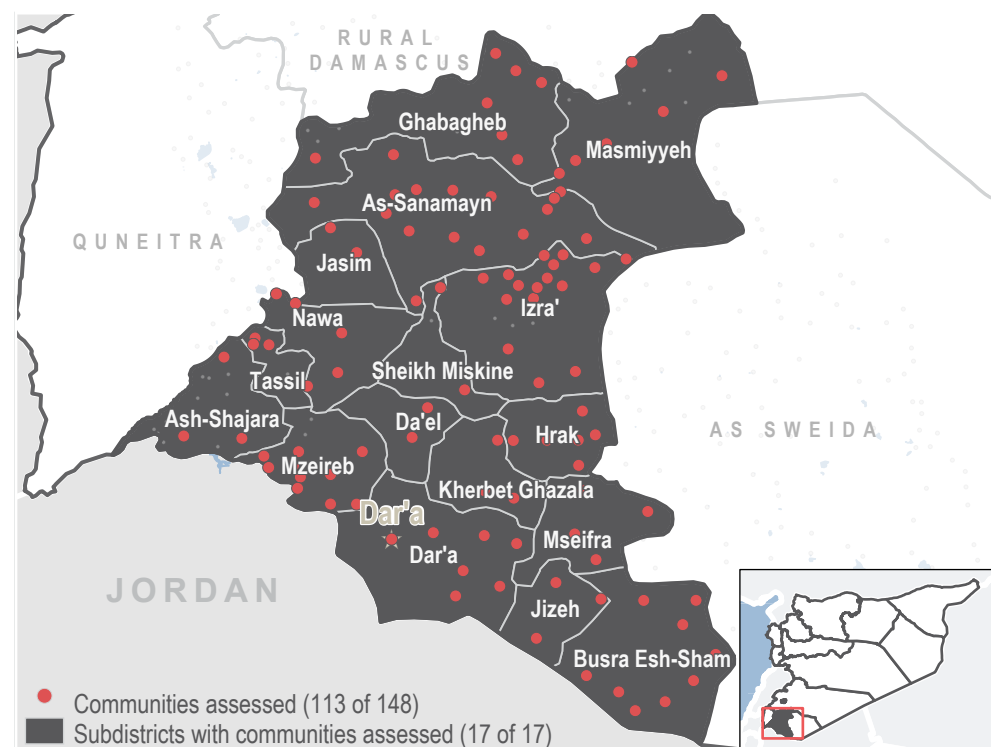 RURAL
DAMASCUS
Ghabagheb
Masmiyyeh
As-Sanamayn
QUNEITRA
Jasim
Izra'
Nawa
Sheikh Miskine
Tassil
Ash-Shajara
Da'el
Hrak
AS SWEIDA
Mzeireb
Kherbet Ghazala
Dar'a
Mseifra
Dar'a
JORDAN
Jizeh
Busra Esh-Sham
Communities assessed (113 of 148)
Subdistricts with communities assessed (17 of 17)